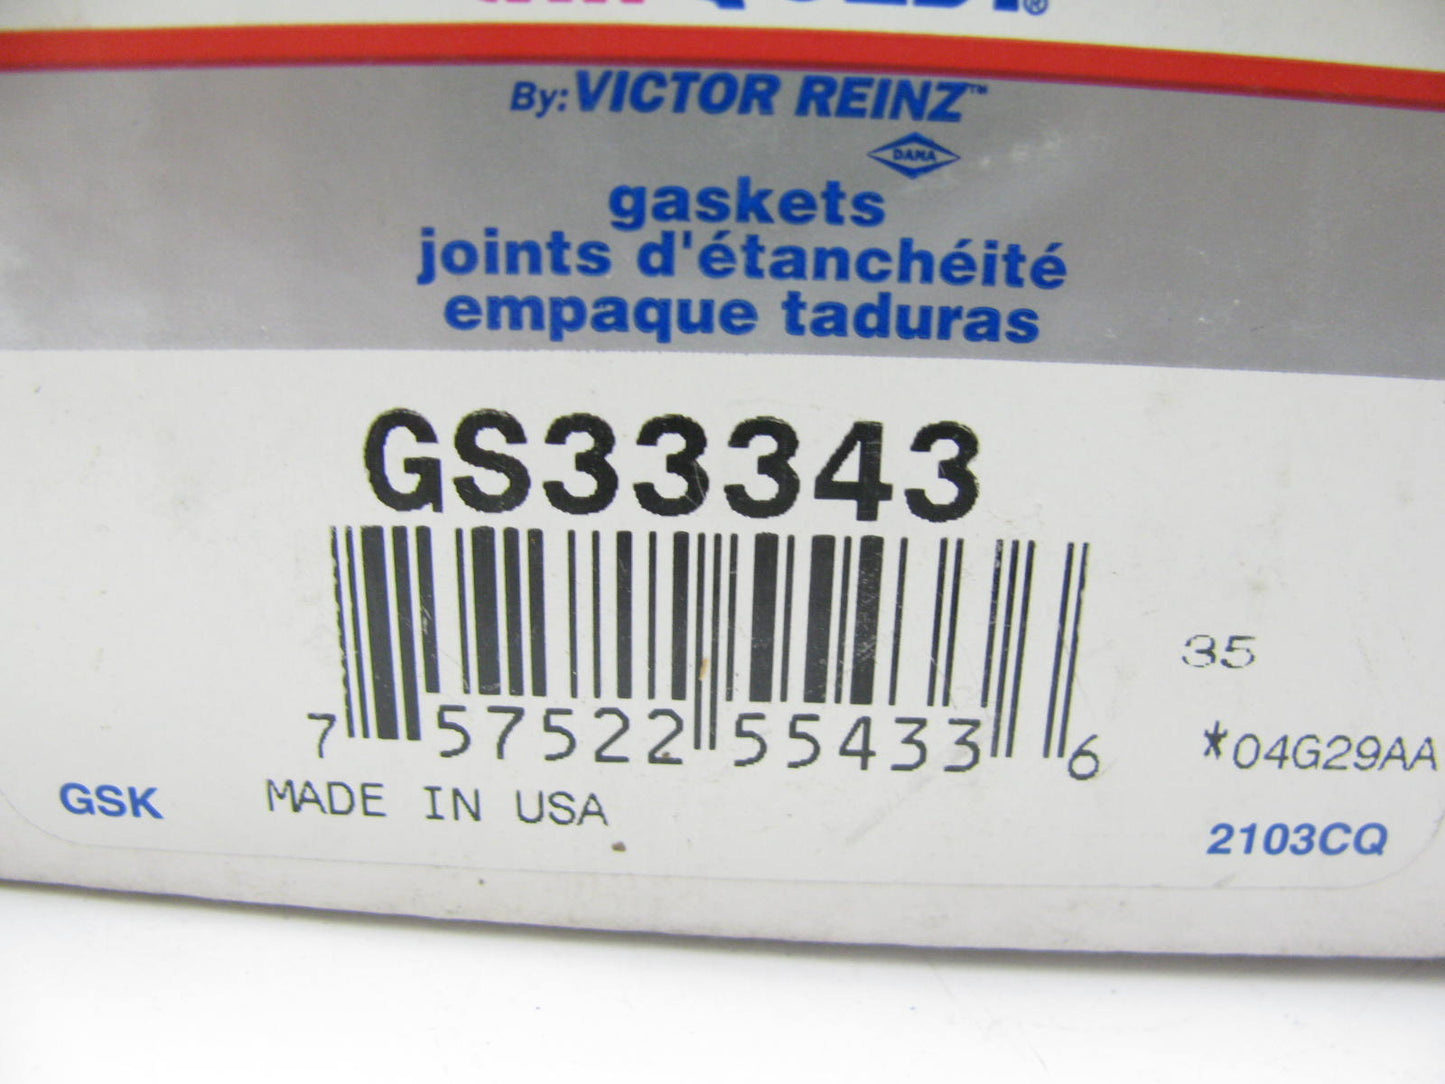 By: VICTOR REINZ™
DANA
gaskets
joints d'étanchéité
empaque taduras
GS33343
7 57522 55433 6
35
*04G29AA
GSK
MADE IN USA
2103CQ